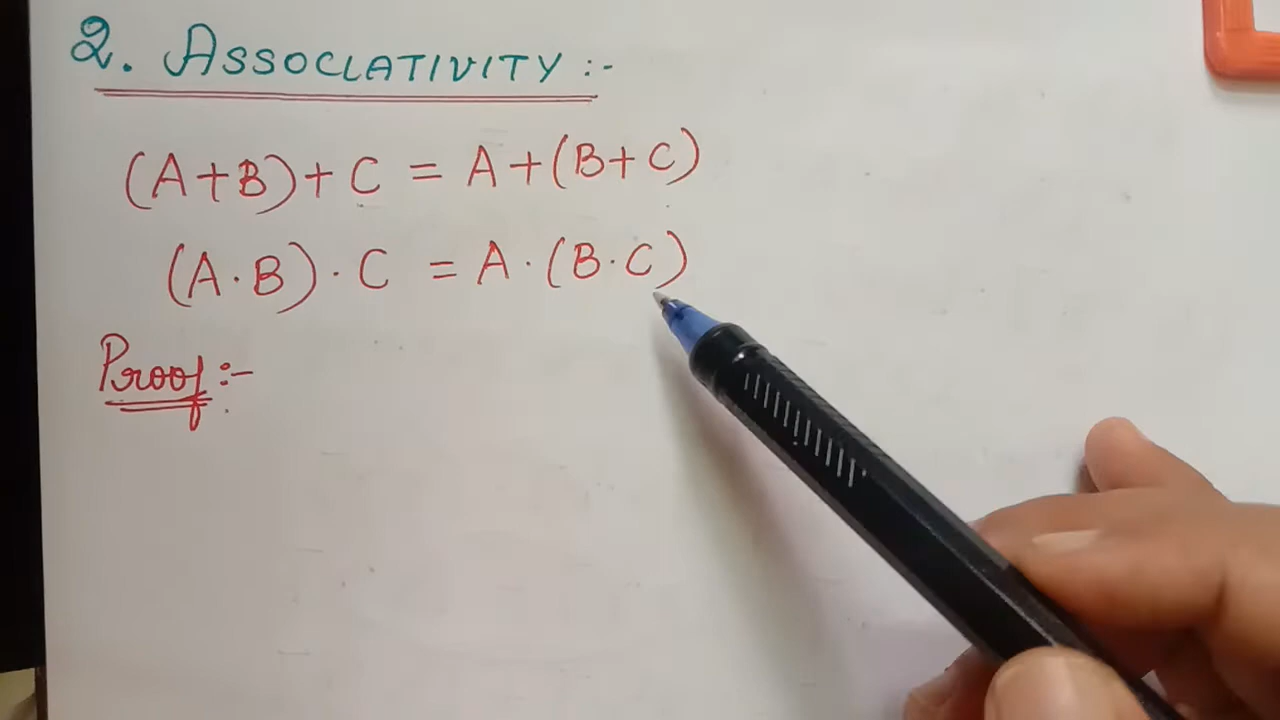 2. ASSOCIATIVITY :-
(A+B)+C = A+(B+C)
(A·B)·C = A·(B·C)
Proof :-